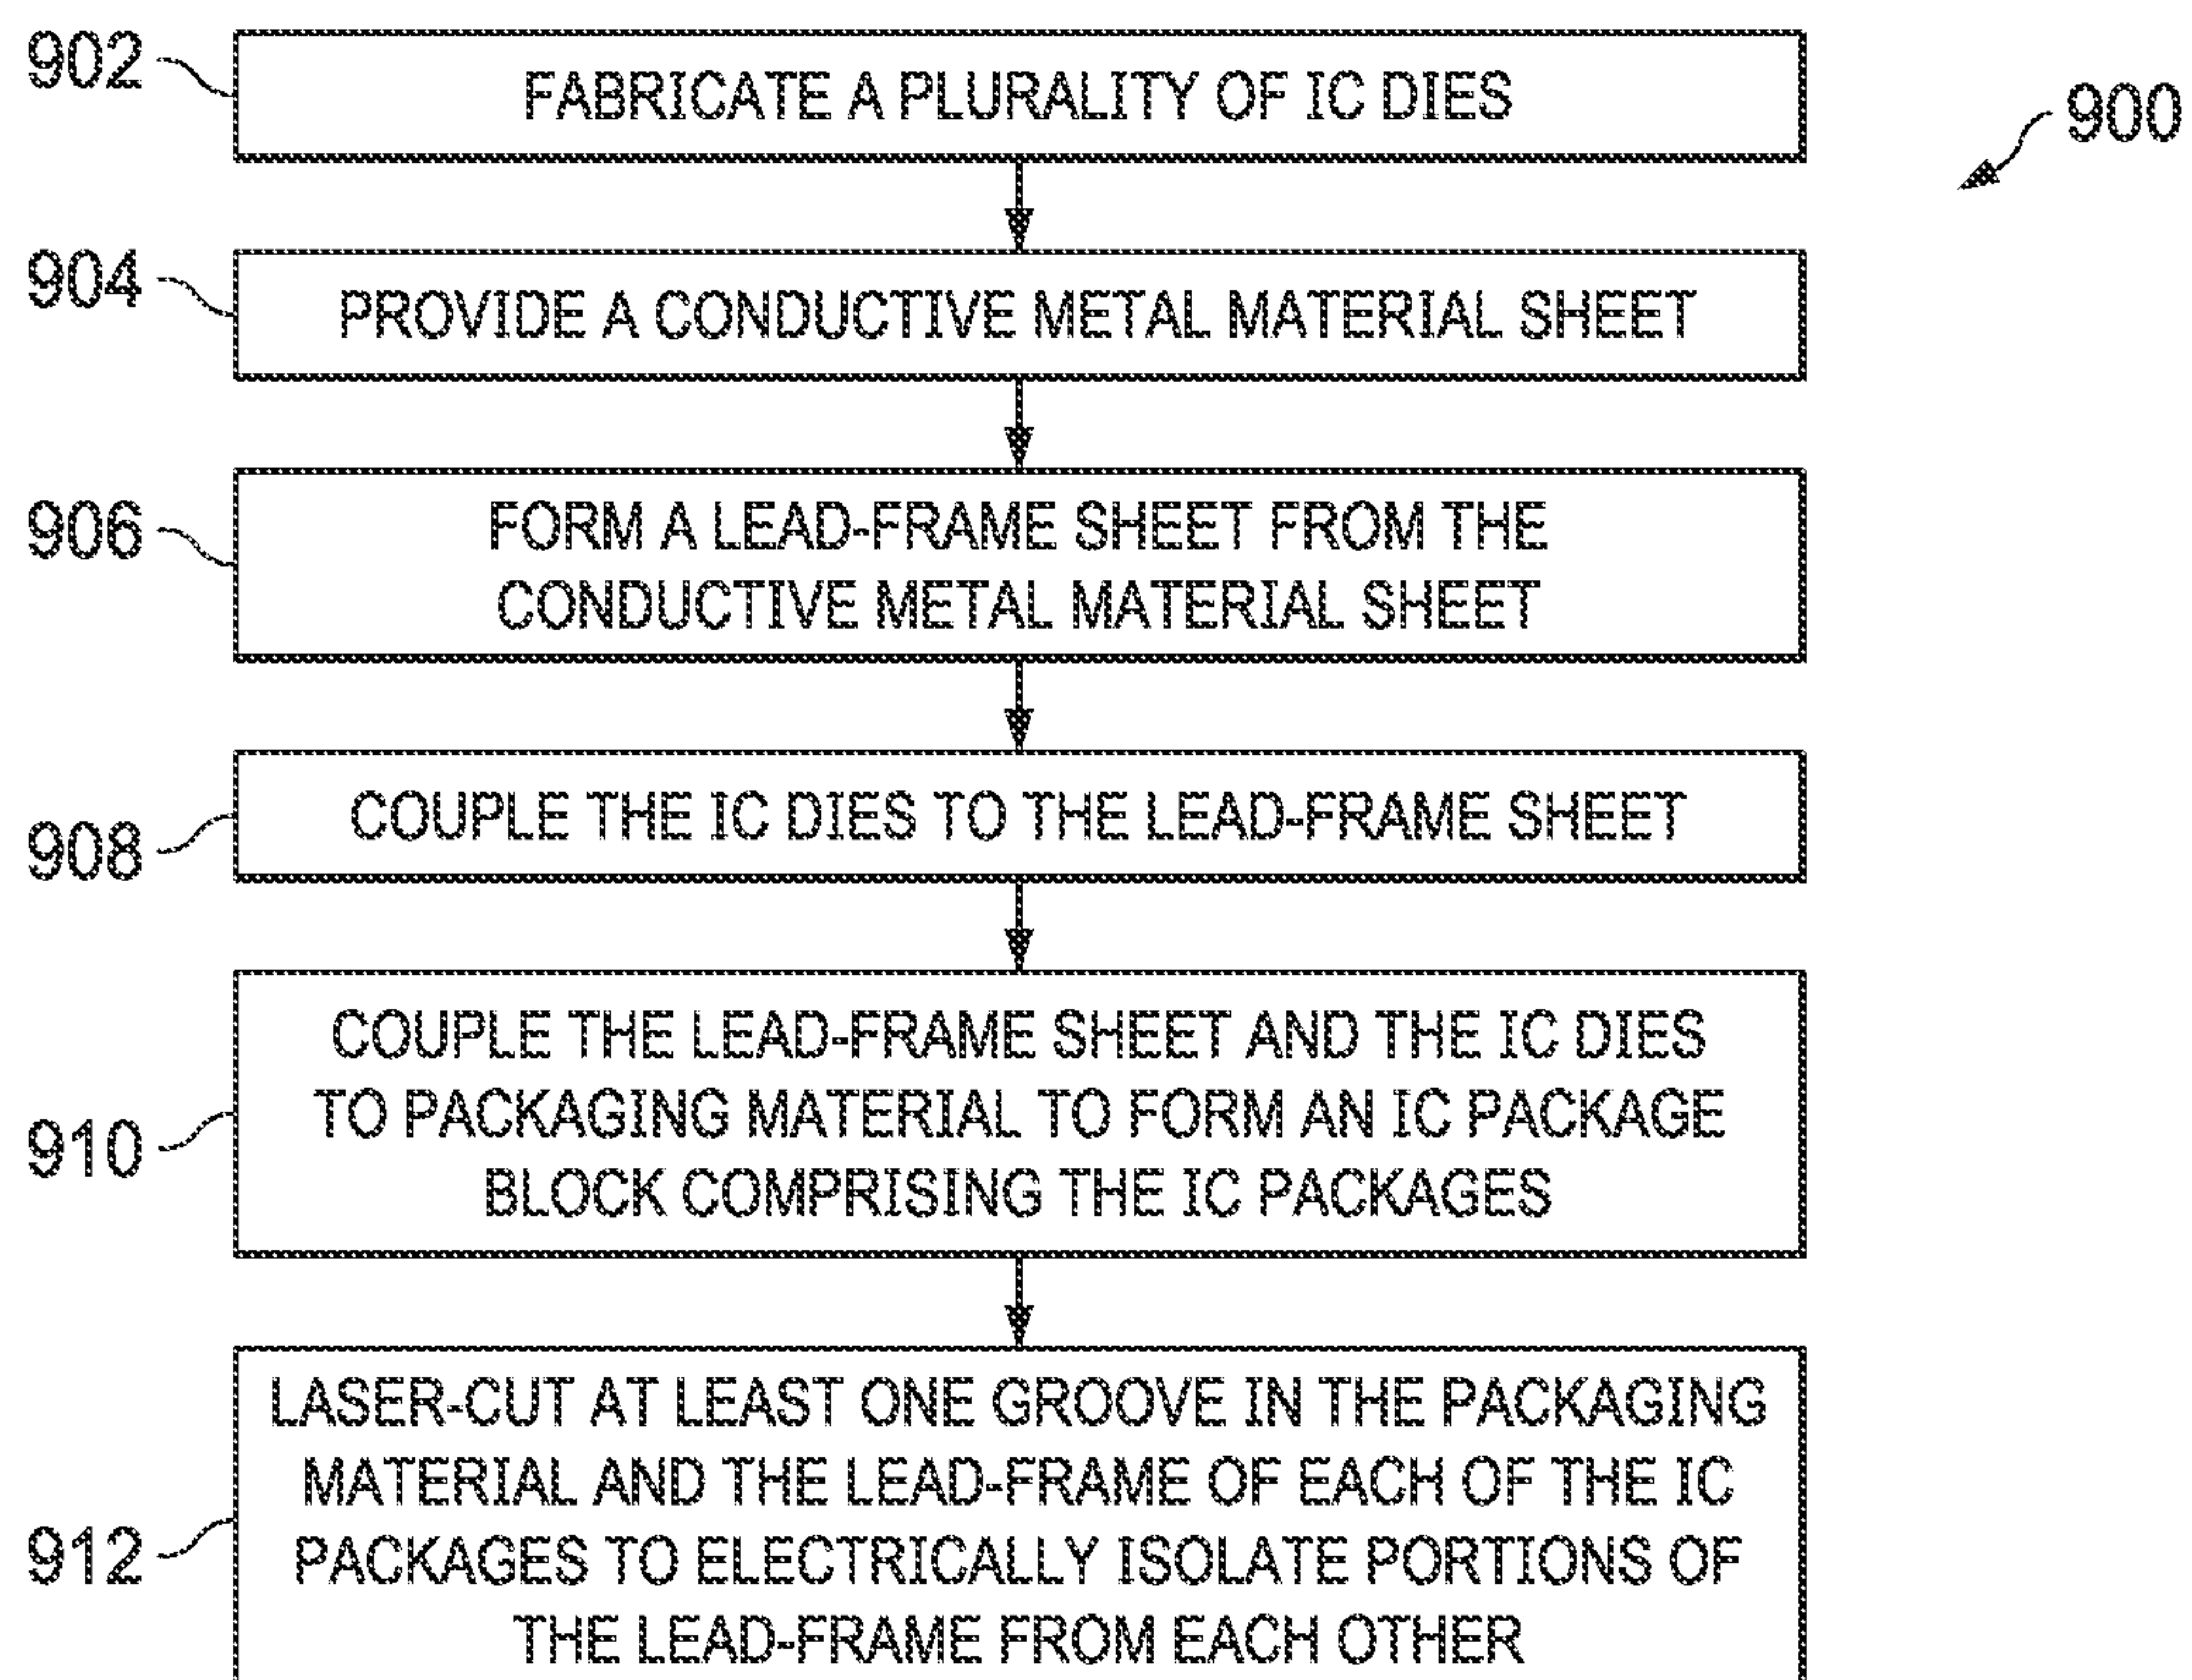 902
FABRICATE A PLURALITY OF IC DIES
900
904
PROVIDE A CONDUCTIVE METAL MATERIAL SHEET
906
FORM A LEAD-FRAME SHEET FROM THE
CONDUCTIVE METAL MATERIAL SHEET
908
COUPLE THE IC DIES TO THE LEAD-FRAME SHEET
910
COUPLE THE LEAD-FRAME SHEET AND THE IC DIES
TO PACKAGING MATERIAL TO FORM AN IC PACKAGE
BLOCK COMPRISING THE IC PACKAGES
912
LASER-CUT AT LEAST ONE GROOVE IN THE PACKAGING
MATERIAL AND THE LEAD-FRAME OF EACH OF THE IC
PACKAGES TO ELECTRICALLY ISOLATE PORTIONS OF
THE LEAD-FRAME FROM EACH OTHER